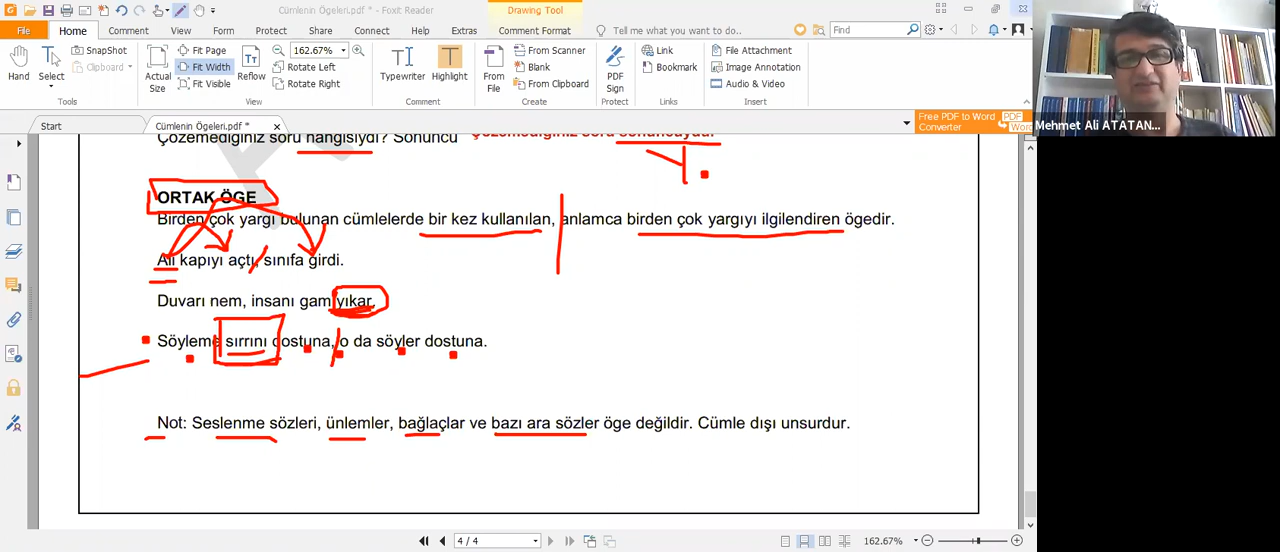 Cümlenin Ögeleri.pdf * - Foxit Reader
Drawing Tool
File
Home
Comment
View
Form
Protect
Share
Connect
Help
Extras
Comment Format
Tell me what you want to do..
Find
Hand
Select
SnapShot
Clipboard
Actual Size
Fit Page
Fit Width
Fit Visible
Reflow
162.67%
Rotate Left
Rotate Right
Typewriter
Highlight
From File
From Scanner
Blank
From Clipboard
PDF Sign
Link
Bookmark
File Attachment
Image Annotation
Audio & Video
Tools
View
Comment
Create
Protect
Links
Insert
Start
Cümlenin Ögeleri.pdf *
Free PDF to Word Converter
PDF
Word
Mehmet Ali ATATAN...
Çözemediğiniz soru hangisiydi? Sonuncu
Çözemediğiniz soru sonuncuydu.
Y.
ORTAK ÖGE
Birden çok yargı bulunan cümlelerde bir kez kullanılan, anlamca birden çok yargıyı ilgilendiren ögedir.
Ali kapıyı açtı, sınıfa girdi.
Duvarı nem, insanı gam yıkar.
Söyleme sırrını dostuna, o da söyler dostuna.
Not: Seslenme sözleri, ünlemler, bağlaçlar ve bazı ara sözler öge değildir. Cümle dışı unsurdur.
4 / 4
162.67%